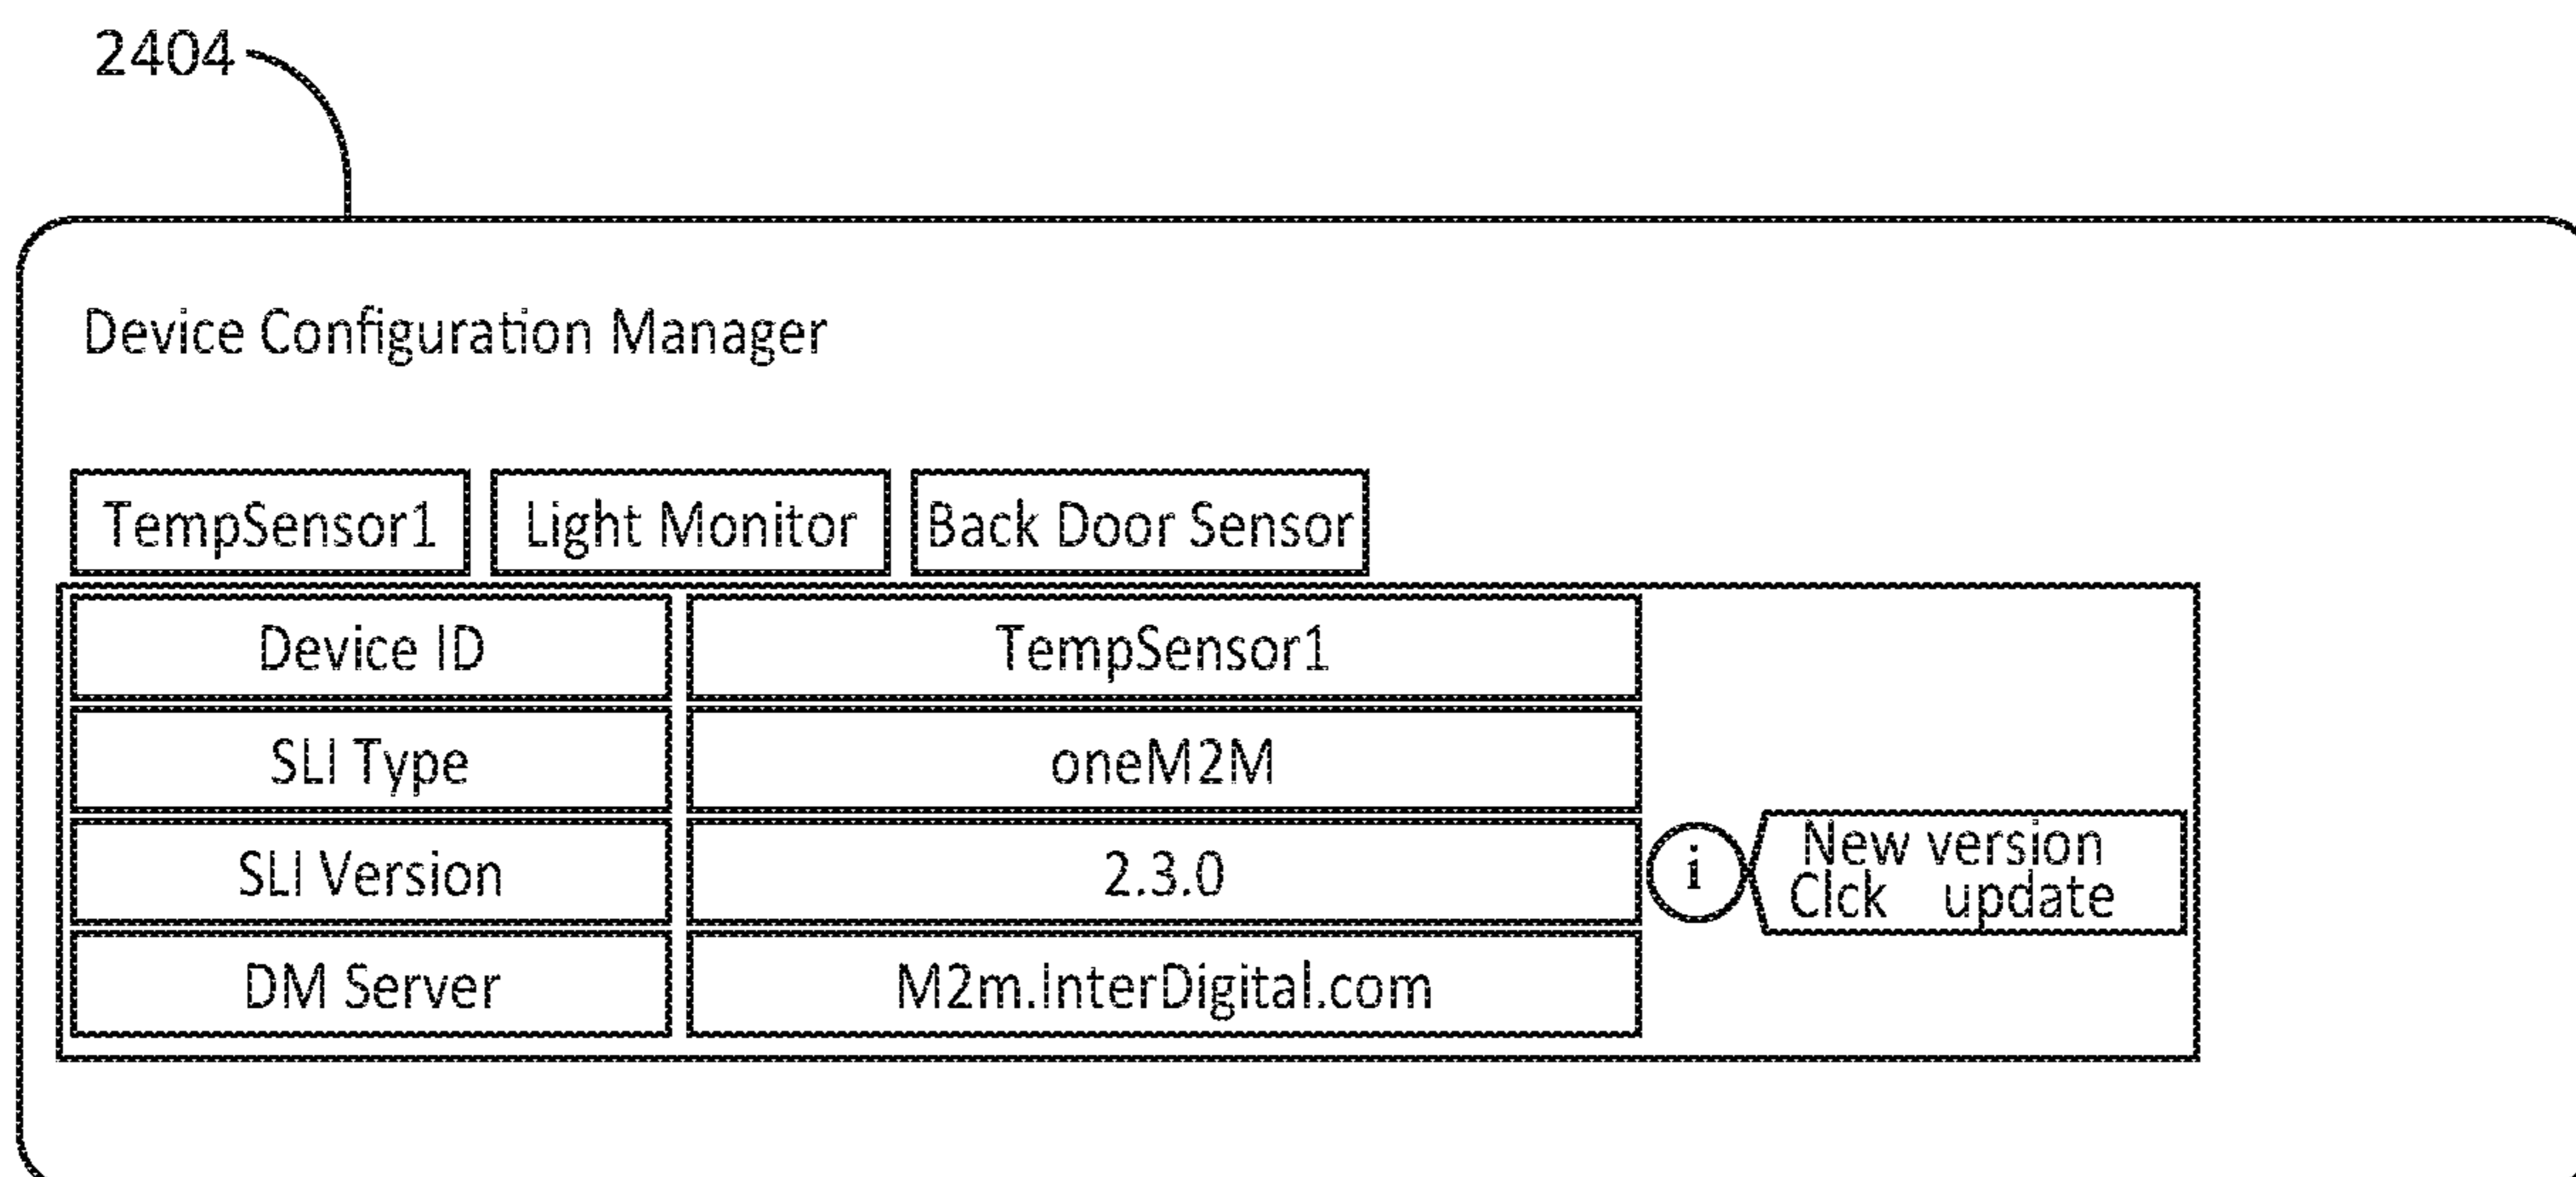 2404
Device Configuration Manager
TempSensor1 Light Monitor Back Door Sensor
Device ID TempSensor1
SLI Type oneM2M
SLI Version 2.3.0 i New version
Clck update
DM Server M2m.InterDigital.com